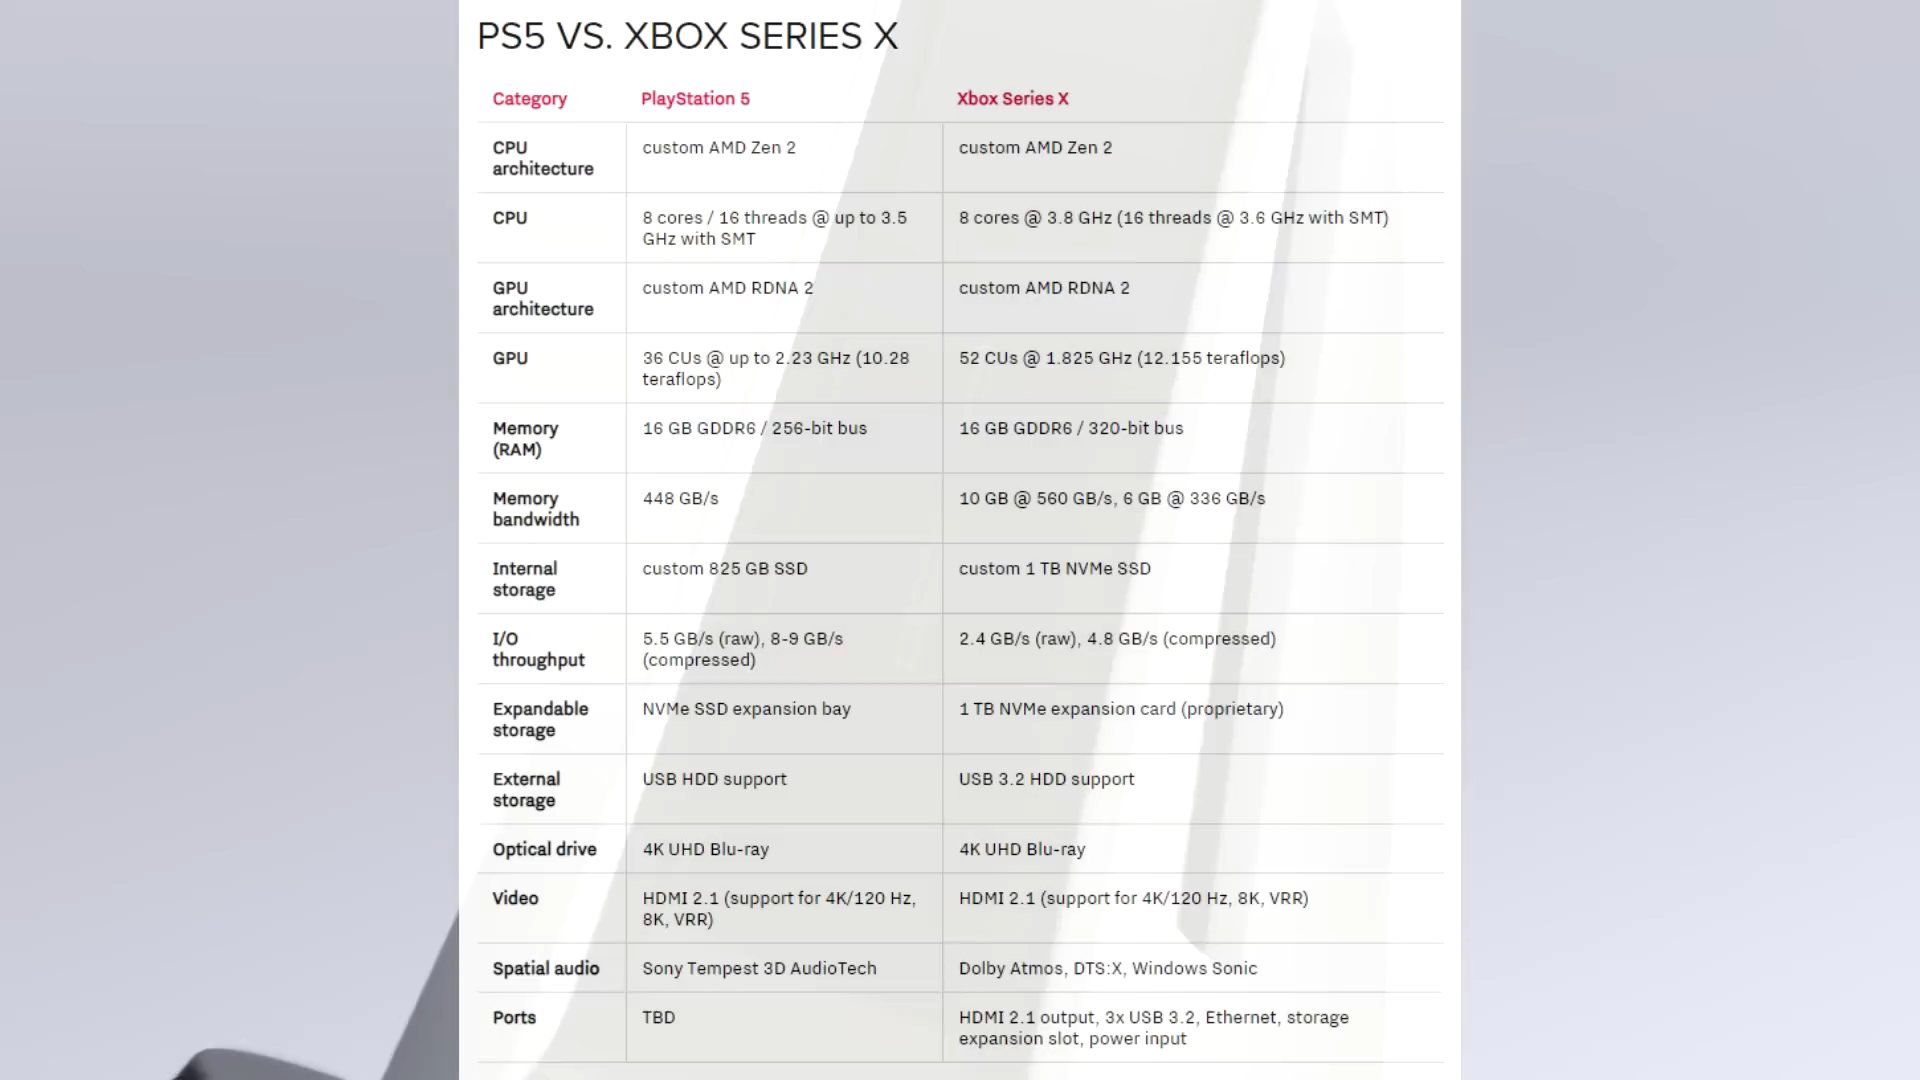 PS5 VS. XBOX SERIES X
Category PlayStation 5 Xbox Series X
CPU architecture custom AMD Zen 2 custom AMD Zen 2
CPU 8 cores / 16 threads @ up to 3.5 GHz with SMT 8 cores @ 3.8 GHz (16 threads @ 3.6 GHz with SMT)
GPU architecture custom AMD RDNA 2 custom AMD RDNA 2
GPU 36 CUs @ up to 2.23 GHz (10.28 teraflops) 52 CUs @ 1.825 GHz (12.155 teraflops)
Memory (RAM) 16 GB GDDR6 / 256-bit bus 16 GB GDDR6 / 320-bit bus
Memory bandwidth 448 GB/s 10 GB @ 560 GB/s, 6 GB @ 336 GB/s
Internal storage custom 825 GB SSD custom 1 TB NVMe SSD
I/O throughput 5.5 GB/s (raw), 8-9 GB/s (compressed) 2.4 GB/s (raw), 4.8 GB/s (compressed)
Expandable storage NVMe SSD expansion bay 1 TB NVMe expansion card (proprietary)
External storage USB HDD support USB 3.2 HDD support
Optical drive 4K UHD Blu-ray 4K UHD Blu-ray
Video HDMI 2.1 (support for 4K/120 Hz, 8K, VRR) HDMI 2.1 (support for 4K/120 Hz, 8K, VRR)
Spatial audio Sony Tempest 3D AudioTech Dolby Atmos, DTS:X, Windows Sonic
Ports TBD HDMI 2.1 output, 3x USB 3.2, Ethernet, storage expansion slot, power input